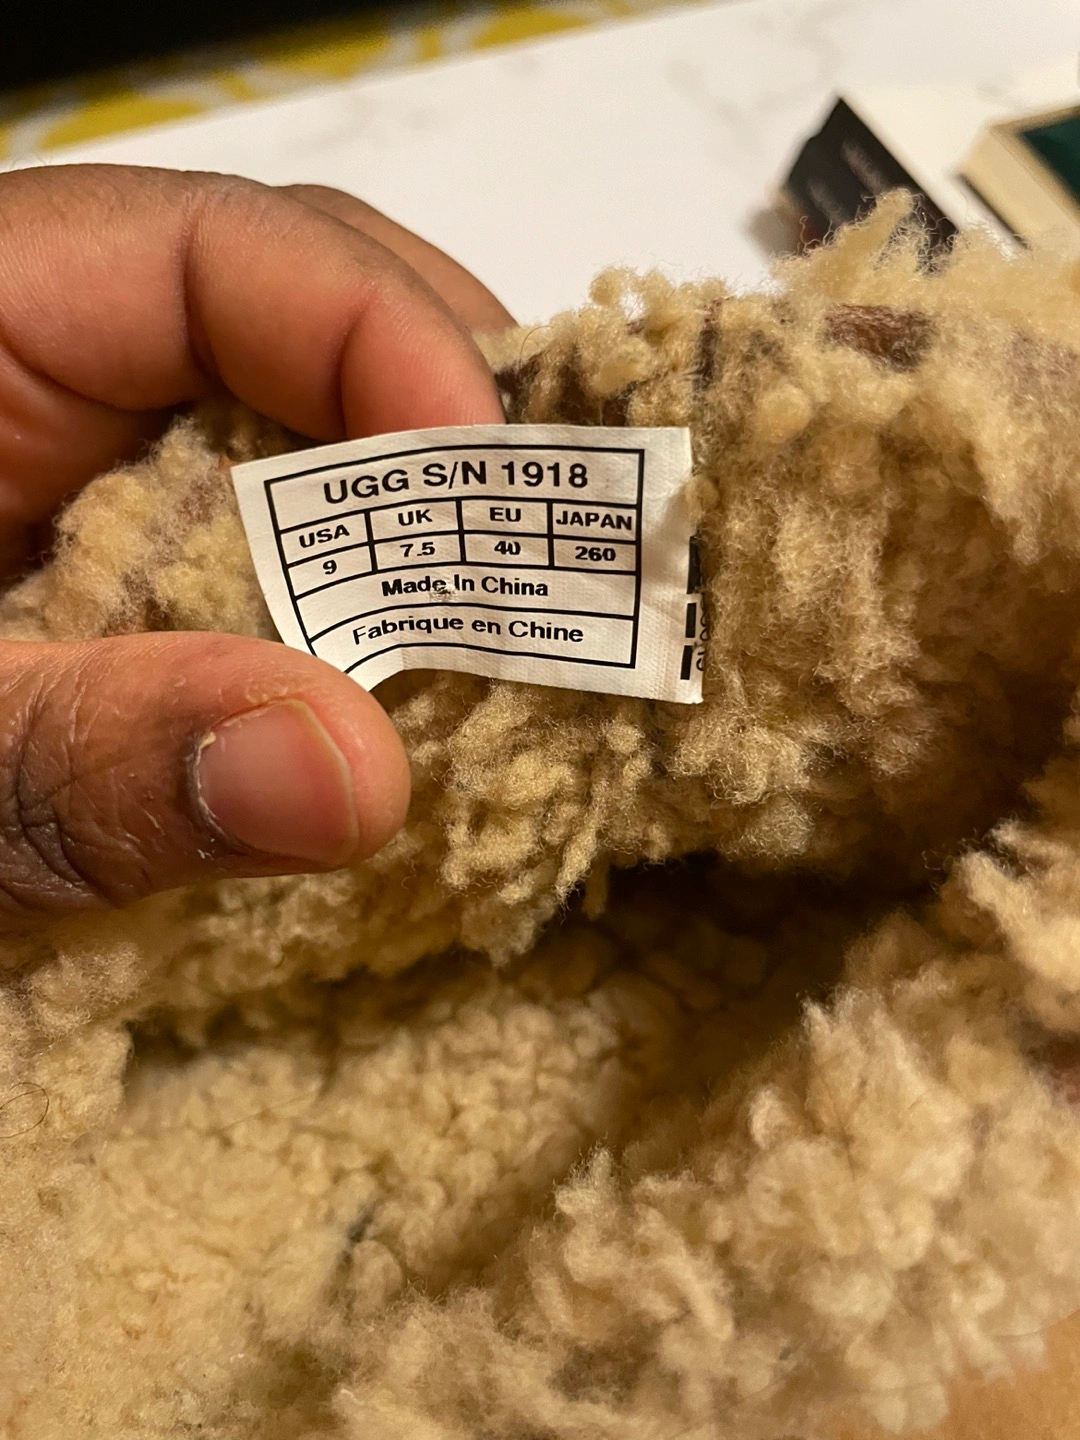 UGG S/N 1918
USA UK EU JAPAN
9 7.5 40 260
Made In China
Fabrique en Chine